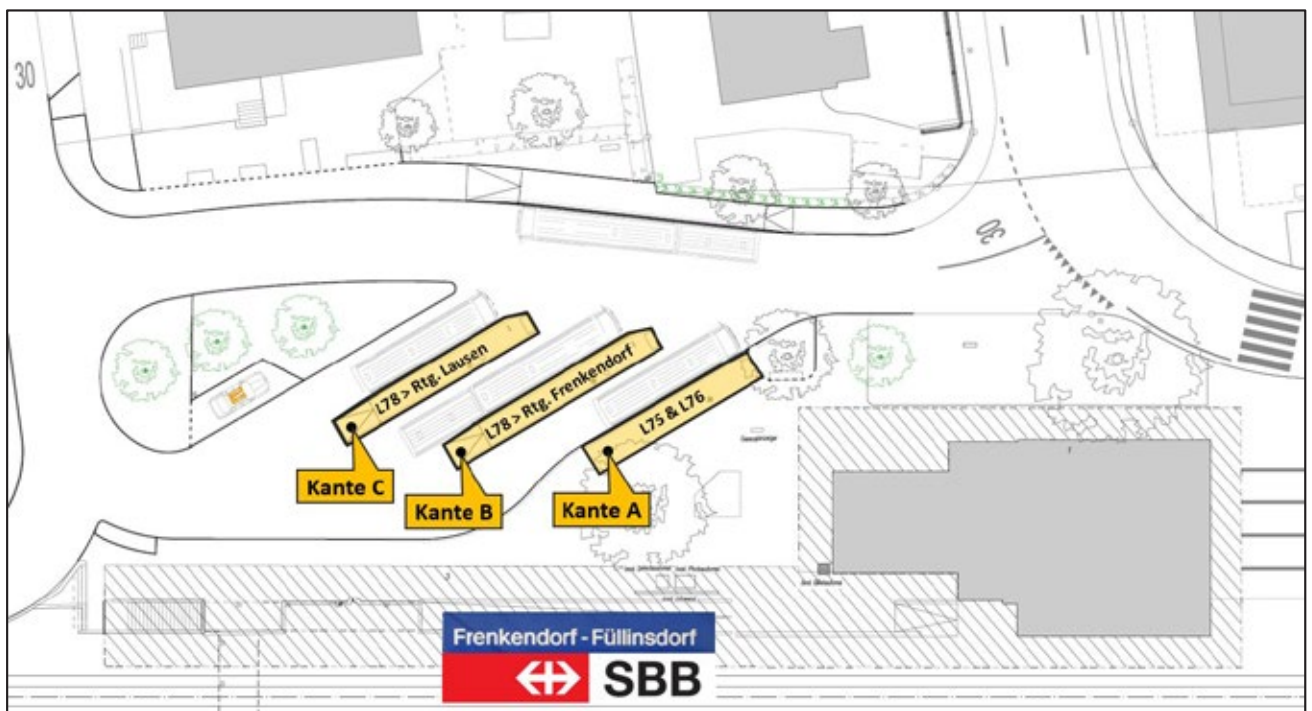 30
30
L78 > Rtg. Lausen
L78 > Rtg. Frenkendorf
L75 & L76
Kante C
Kante B
Kante A
Frenkendorf - Füllinsdorf
SBB